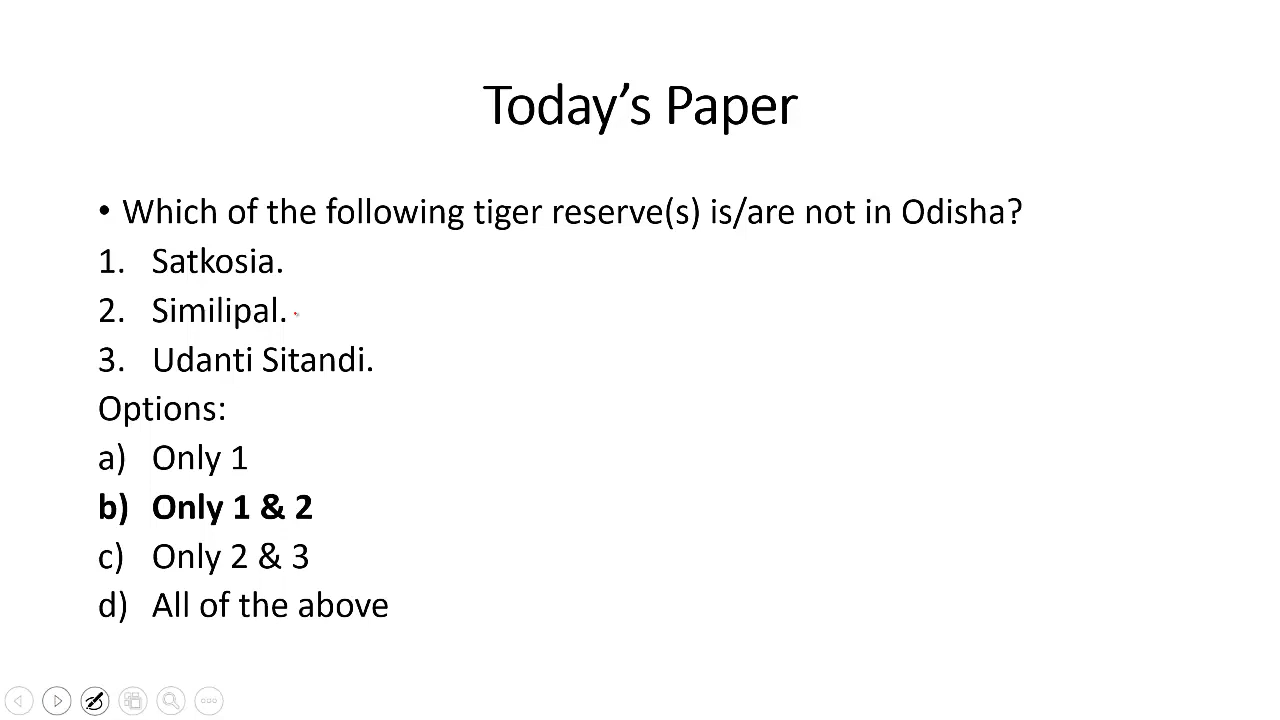 Today’s Paper
• Which of the following tiger reserve(s) is/are not in Odisha?
1. Satkosia.
2. Similipal.
3. Udanti Sitandi.
Options:
a) Only 1
b) Only 1 & 2
c) Only 2 & 3
d) All of the above